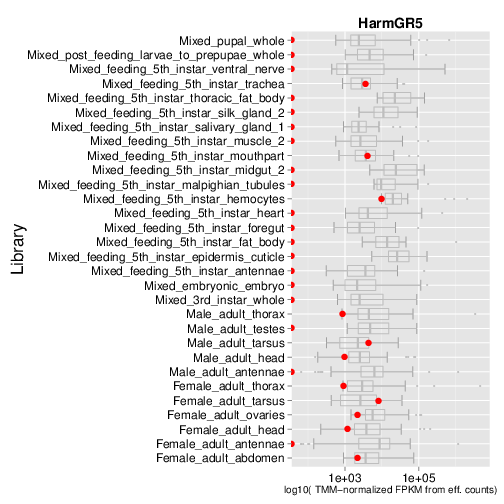 HarmGR5
Mixed_pupal_whole
Mixed_post_feeding_larvae_to_prepupae_whole
Mixed_feeding_5th_instar_ventral_nerve
Mixed_feeding_5th_instar_trachea
Mixed_feeding_5th_instar_thoracic_fat_body
Mixed_feeding_5th_instar_silk_gland_2
Mixed_feeding_5th_instar_salivary_gland_1
Mixed_feeding_5th_instar_muscle_2
Mixed_feeding_5th_instar_mouthpart
Mixed_feeding_5th_instar_midgut_2
Mixed_feeding_5th_instar_malpighian_tubules
Mixed_feeding_5th_instar_hemocytes
Mixed_feeding_5th_instar_heart
Mixed_feeding_5th_instar_foregut
Mixed_feeding_5th_instar_fat_body
Mixed_feeding_5th_instar_epidermis_cuticle
Mixed_feeding_5th_instar_antennae
Mixed_embryonic_embryo
Mixed_3rd_instar_whole
Male_adult_thorax
Male_adult_testes
Male_adult_tarsus
Male_adult_head
Male_adult_antennae
Female_adult_thorax
Female_adult_tarsus
Female_adult_ovaries
Female_adult_head
Female_adult_antennae
Female_adult_abdomen
Library
1e+03 1e+05
log10( TMM−normalized FPKM from eff. counts)